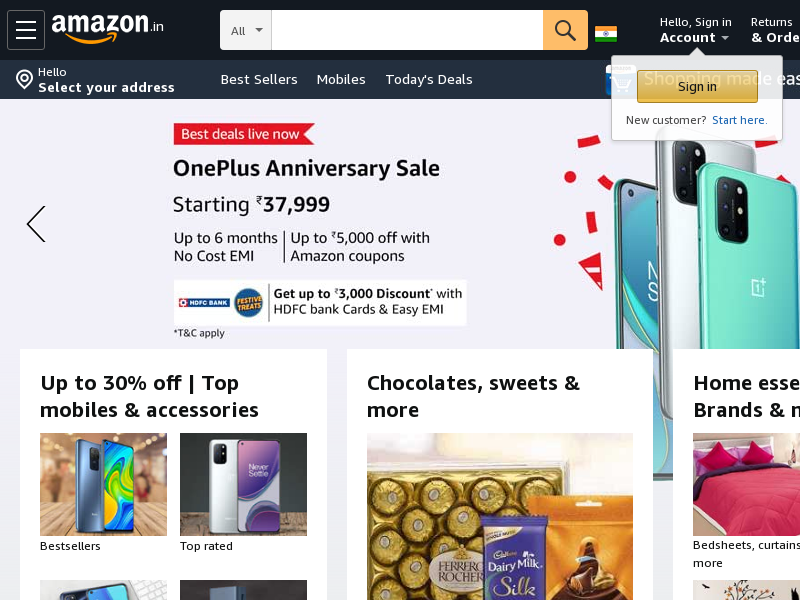 amazon.in
All
Hello, Sign in
Account
Returns
& Orde
Hello
Select your address
Best Sellers
Mobiles
Today's Deals
Shopping made eas
Sign in
New customer? Start here.
Best deals live now
OnePlus Anniversary Sale
Starting ₹37,999
Up to 6 months
No Cost EMI
Up to ₹5,000 off with
Amazon coupons
HDFC BANK
FESTIVE
TREATS
Get up to ₹3,000 Discount* with
HDFC bank Cards & Easy EMI
*T&C apply
Up to 30% off | Top
mobiles & accessories
Never
Settle
Bestsellers
Top rated
Chocolates, sweets &
more
FERRERO
ROCHER
Cadbury
Dairy Milk
Silk
Home esse
Brands & m
Bedsheets, curtains
more